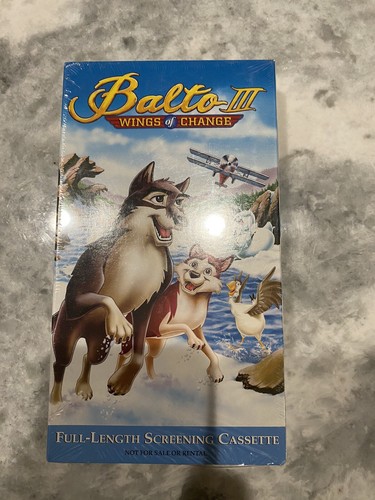 Balto III
WINGS of CHANGE
FULL-LENGTH SCREENING CASSETTE
NOT FOR SALE OR RENTAL